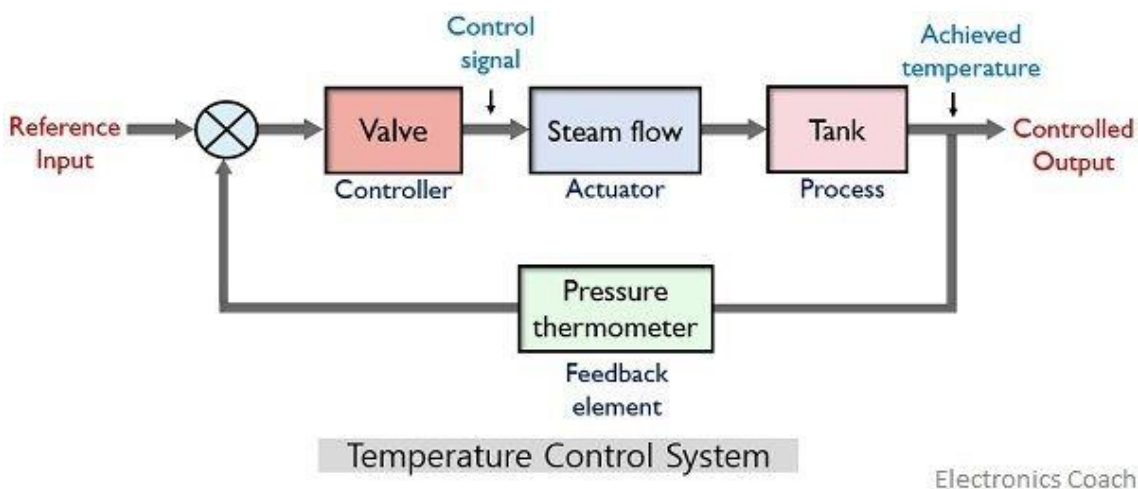 Control
signal
Achieved
temperature
Reference
Input
Valve
Steam flow
Tank
Controlled
Output
Controller
Actuator
Process
Pressure
thermometer
Feedback
element
Temperature Control System
Electronics Coach